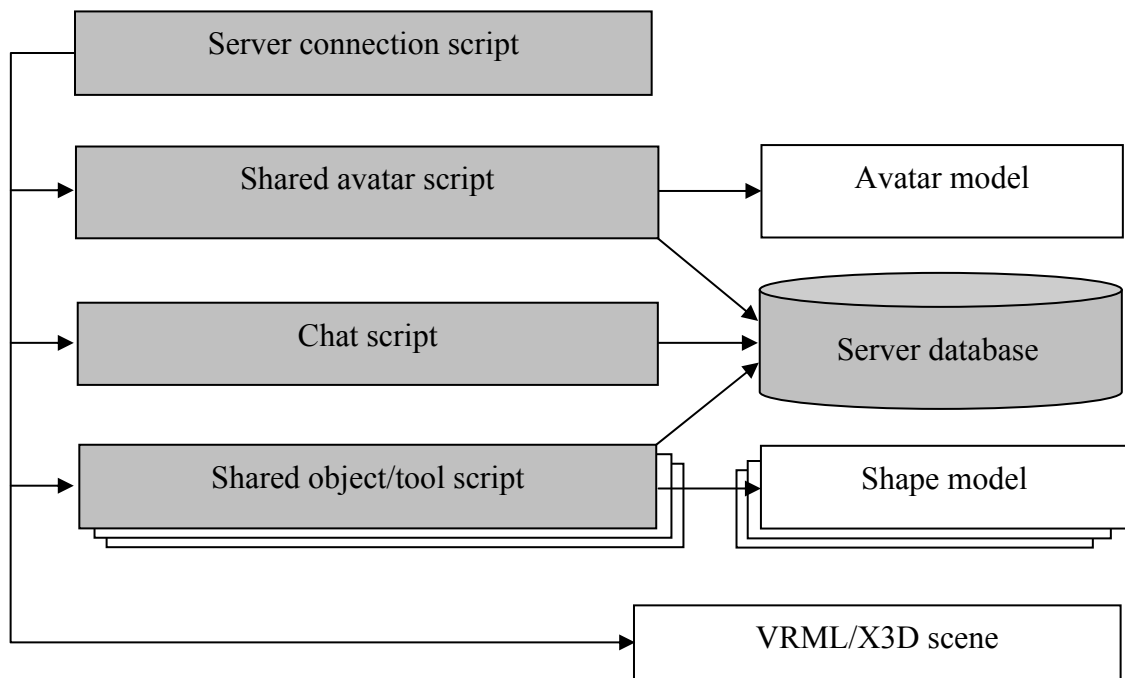 Server connection script
Shared avatar script
Avatar model
Chat script
Server database
Shared object/tool script
Shape model
VRML/X3D scene